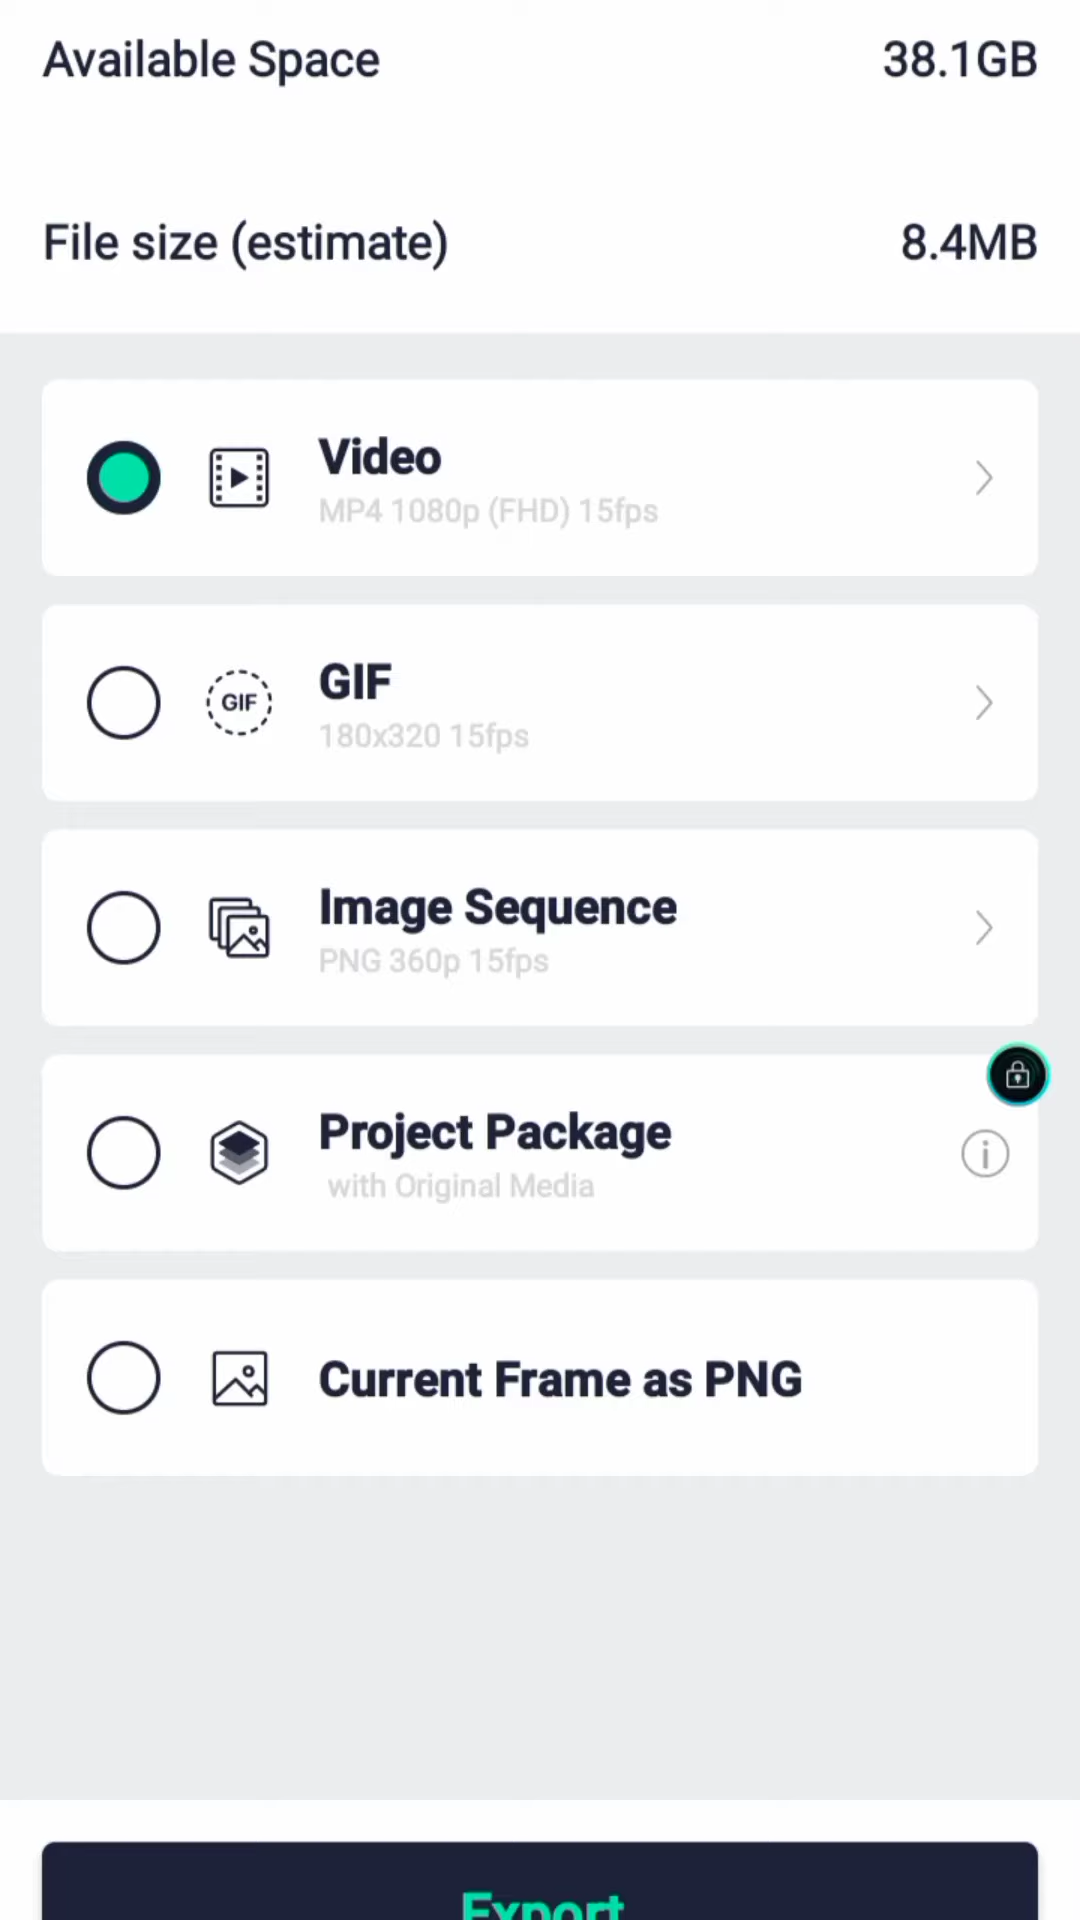 Available Space 38.1GB
File size (estimate) 8.4MB
Video
MP4 1080p (FHD) 15fps
GIF
GIF
180x320 15fps
Image Sequence
PNG 360p 15fps
Project Package
with Original Media
Current Frame as PNG
Export